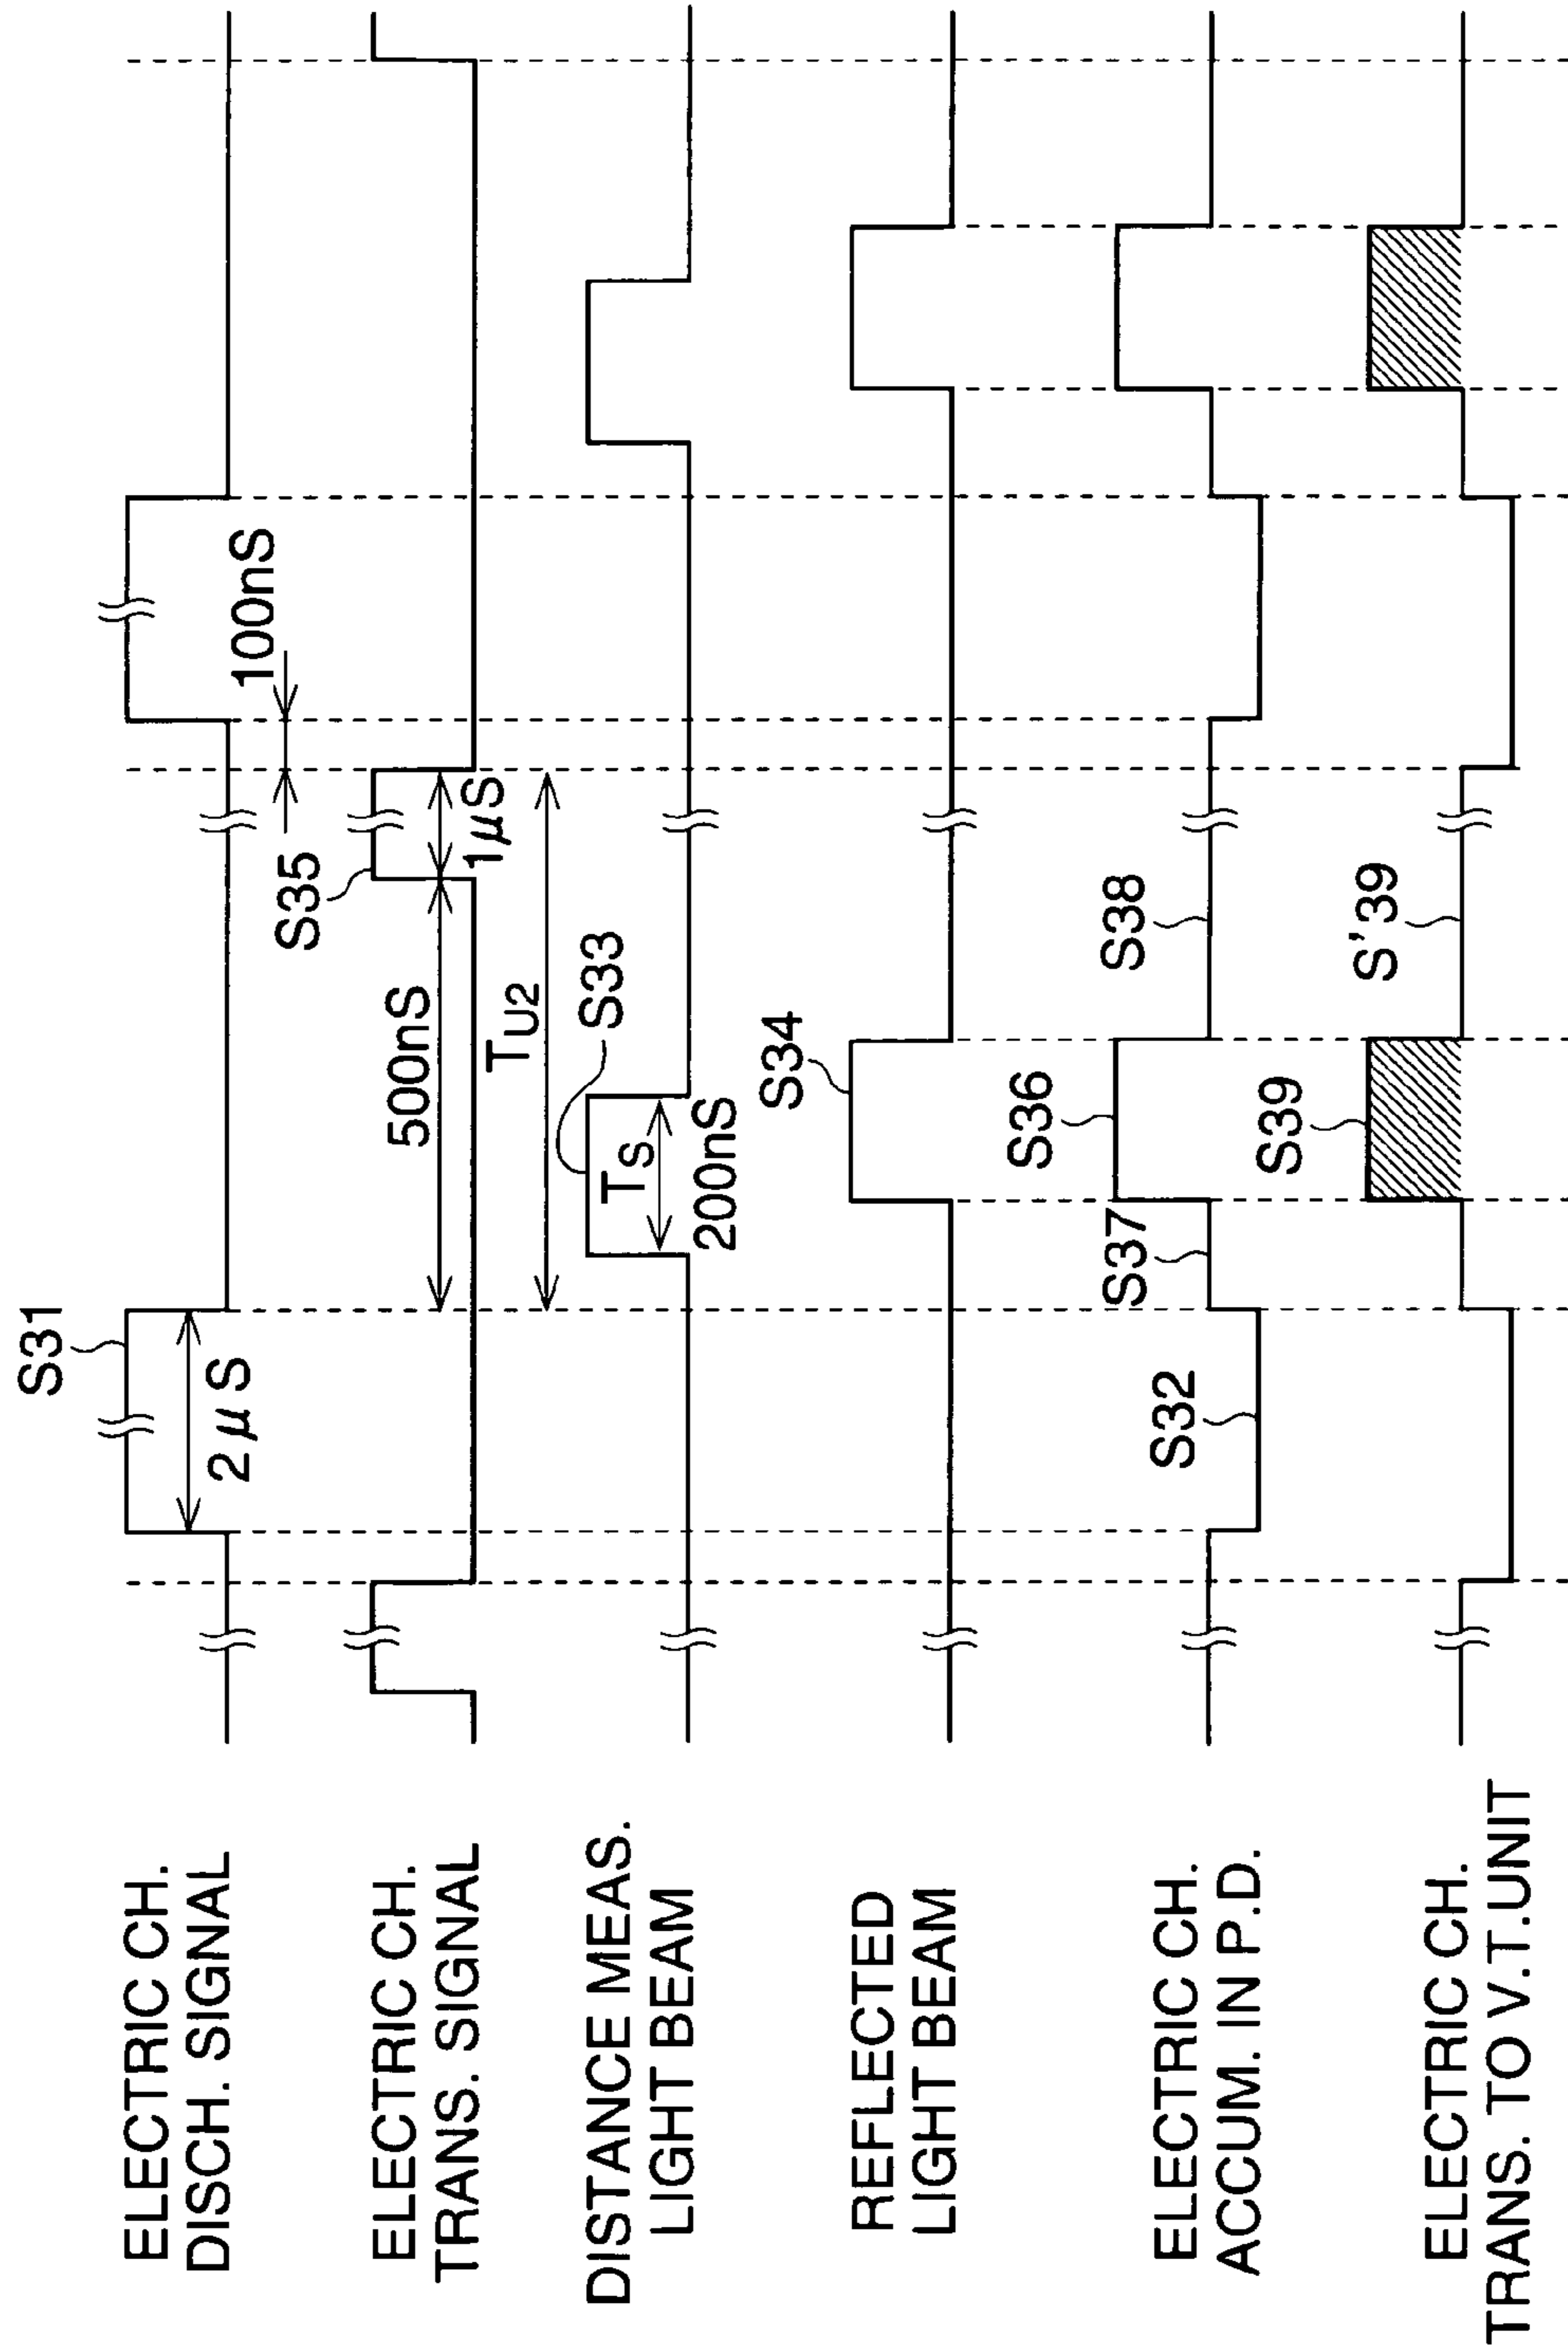 S31
2μS
ELECTRIC CH.
DISCH. SIGNAL
100nS
S35
1μS
500nS
TU2
ELECTRIC CH.
TRANS. SIGNAL
S33
TS
200nS
DISTANCE MEAS.
LIGHT BEAM
S34
REFLECTED
LIGHT BEAM
S32
S37
S36
S38
ELECTRIC CH.
ACCUM. IN P.D.
S39
S'39
ELECTRIC CH.
TRANS. TO V.T.UNIT